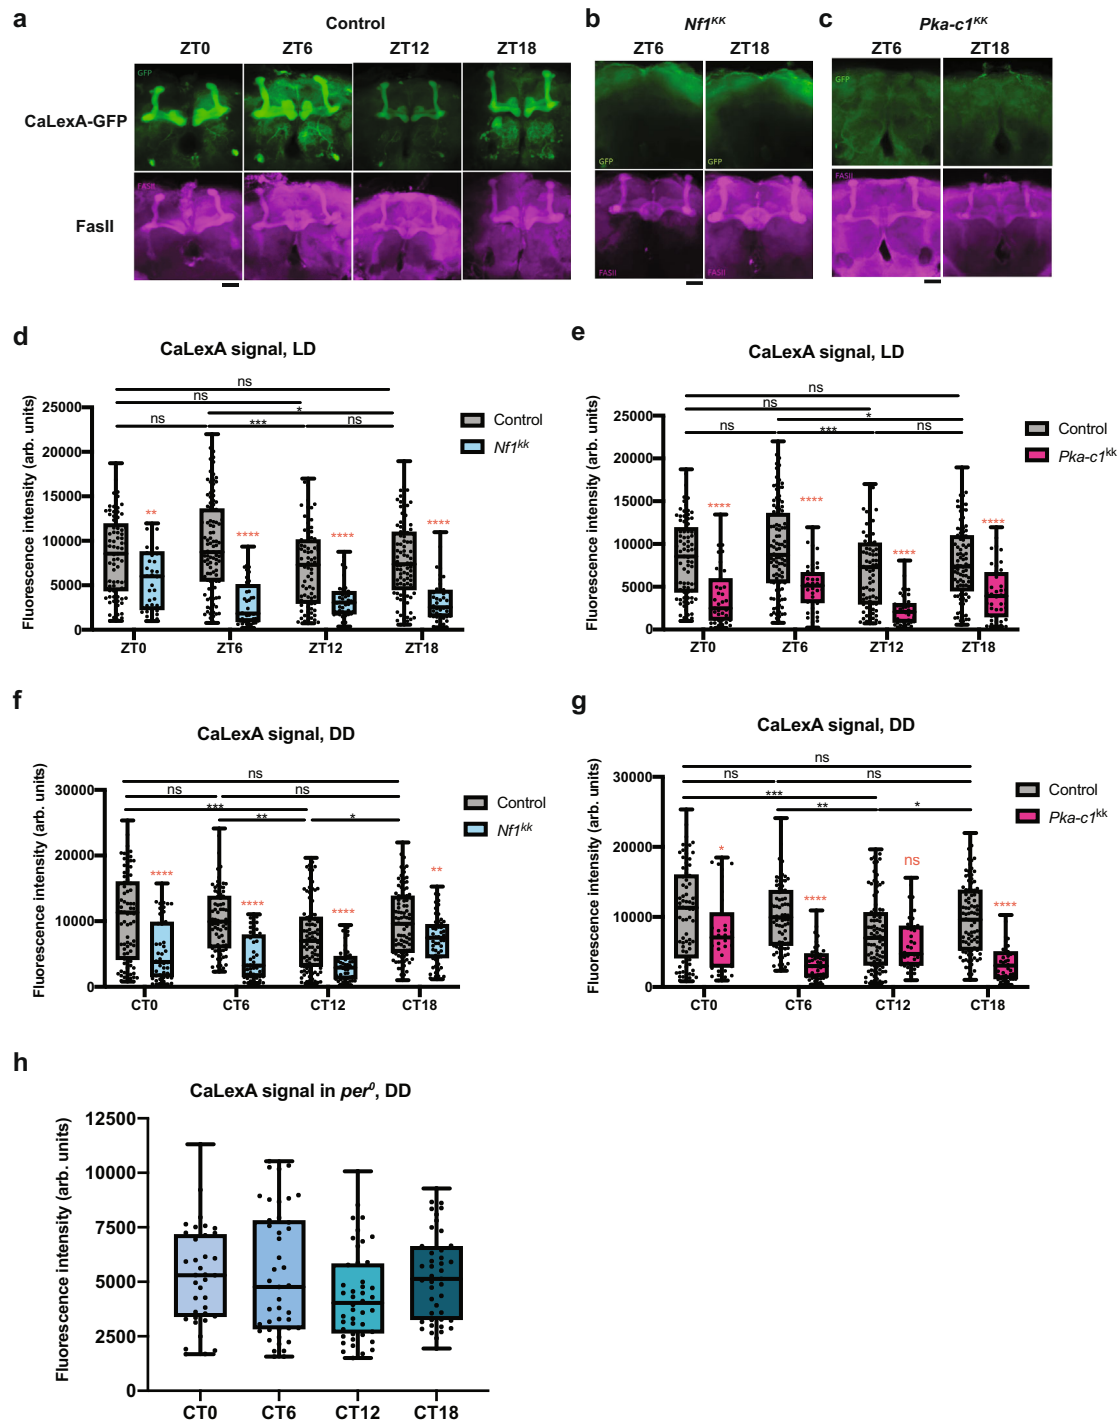 a
Control
ZT0 ZT6 ZT12 ZT18
CaLexA-GFP
GFP
FasII
FASII
b
Nf1KK
ZT6 ZT18
GFP GFP
FASII FASII
c
Pka-c1KK
ZT6 ZT18
GFP
FASII
d
CaLexA signal, LD
Fluorescence intensity (arb. units)
25000
20000
15000
10000
5000
0
ns
ns
*
ns *** ns
** **** **** ****
ZT0 ZT6 ZT12 ZT18
Control
Nf1kk
e
CaLexA signal, LD
Fluorescence intensity (arb. units)
25000
20000
15000
10000
5000
0
ns
ns
*
ns *** ns
**** **** **** ****
ZT0 ZT6 ZT12 ZT18
Control
Pka-c1kk
f
CaLexA signal, DD
Fluorescence intensity (arb. units)
30000
20000
10000
0
ns
ns ns
***
** *
**** **** **** **
CT0 CT6 CT12 CT18
Control
Nf1kk
g
CaLexA signal, DD
Fluorescence intensity (arb. units)
30000
20000
10000
0
ns
ns ns
***
** *
* **** ns ****
CT0 CT6 CT12 CT18
Control
Pka-c1kk
h
CaLexA signal in per0, DD
Fluorescence intensity (arb. units)
12500
10000
7500
5000
2500
0
CT0 CT6 CT12 CT18